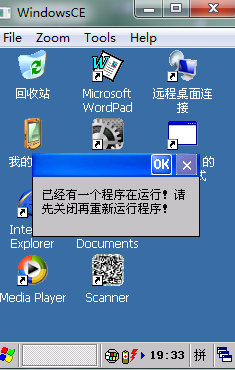 WindowsCE
File Zoom Tools Help
回收站
Microsoft
WordPad
远程桌面连
接
我的
的
式
OK
已经有一个程序在运行！请
先关闭再重新运行程序！
Inte
Explorer
Documents
Media Player
Scanner
19:33
拼